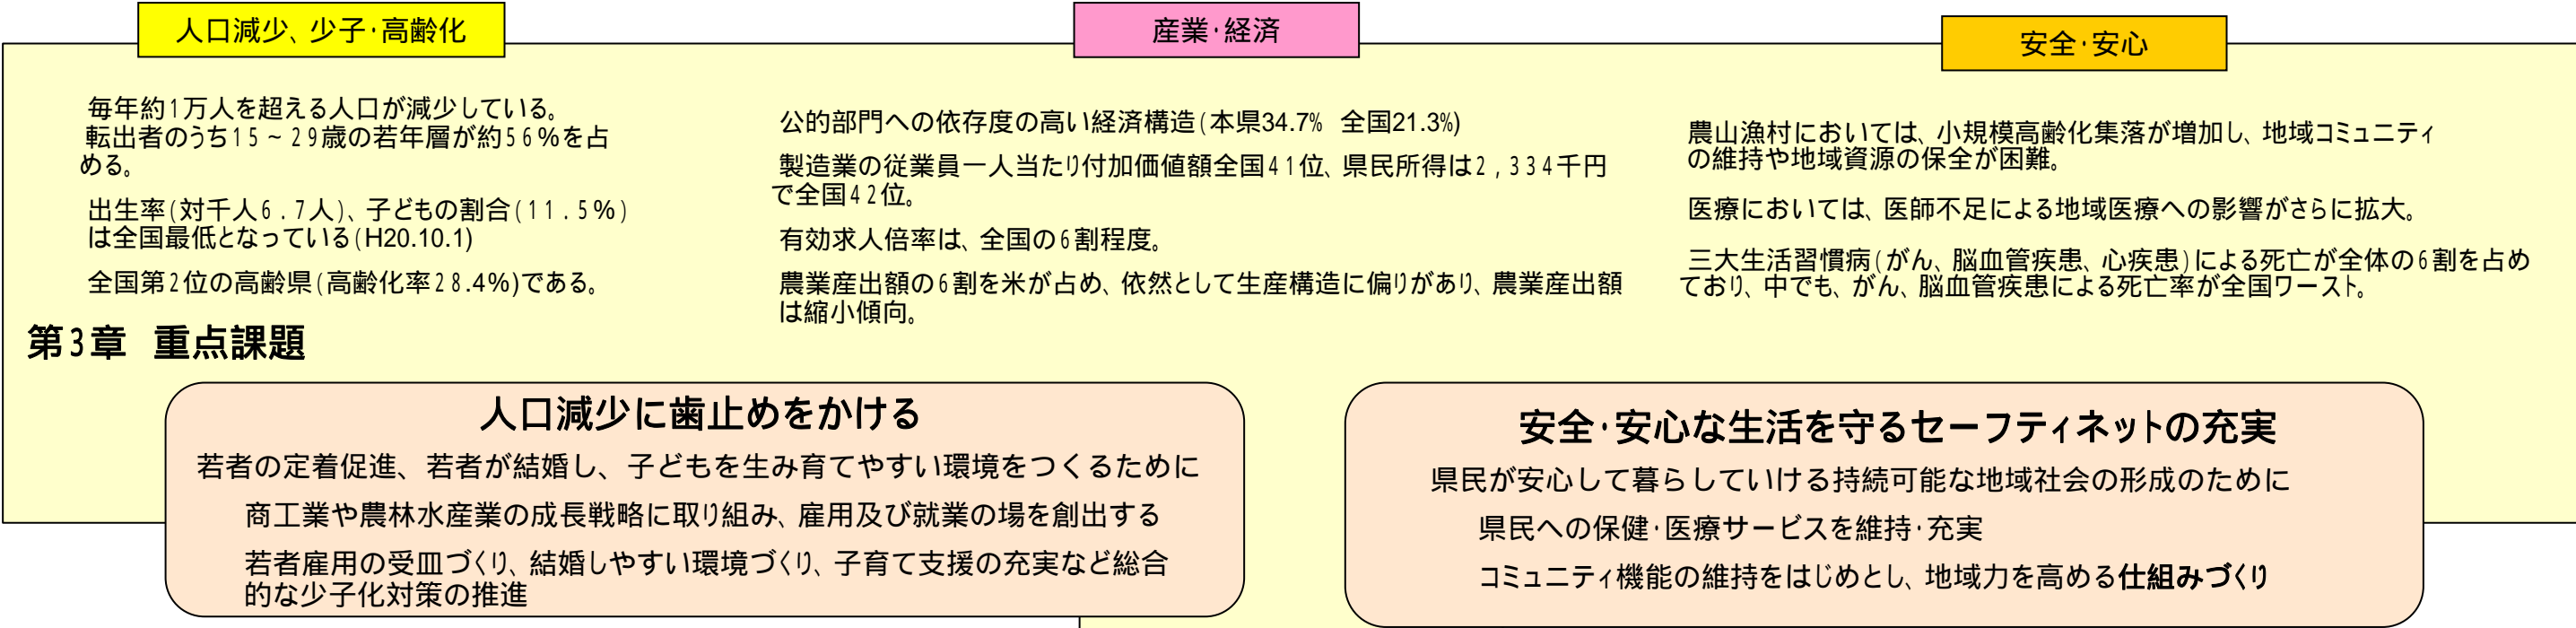 人口減少、少子・高齢化
毎年約1万人を超える人口が減少している。
転出者のうち15~29歳の若年層が約56%を占
める。
出生率(対千人6.7人)、子どもの割合(11.5%)
は全国最低となっている(H20.10.1)
全国第2位の高齢県(高齢化率28.4%)である。
産業・経済
公的部門への依存度の高い経済構造(本県34.7% 全国21.3%)
製造業の従業員一人当たり付加価値額全国41位、県民所得は2,334千円
で全国42位。
有効求人倍率は、全国の6割程度。
農業産出額の6割を米が占め、依然として生産構造に偏りがあり、農業産出額
は縮小傾向。
安全・安心
農山漁村においては、小規模高齢化集落が増加し、地域コミュニティ
の維持や地域資源の保全が困難。
医療においては、医師不足による地域医療への影響がさらに拡大。
三大生活習慣病(がん、脳血管疾患、心疾患)による死亡が全体の6割を占め
ており、中でも、がん、脳血管疾患による死亡率が全国ワースト。
第3章 重点課題
人口減少に歯止めをかける
若者の定着促進、若者が結婚し、子どもを生み育てやすい環境をつくるために
商工業や農林水産業の成長戦略に取り組み、雇用及び就業の場を創出する
若者雇用の受皿づくり、結婚しやすい環境づくり、子育て支援の充実など総合
的な少子化対策の推進
安全・安心な生活を守るセーフティネットの充実
県民が安心して暮らしていける持続可能な地域社会の形成のために
県民への保健・医療サービスを維持・充実
コミュニティ機能の維持をはじめとし、地域力を高める仕組みづくり